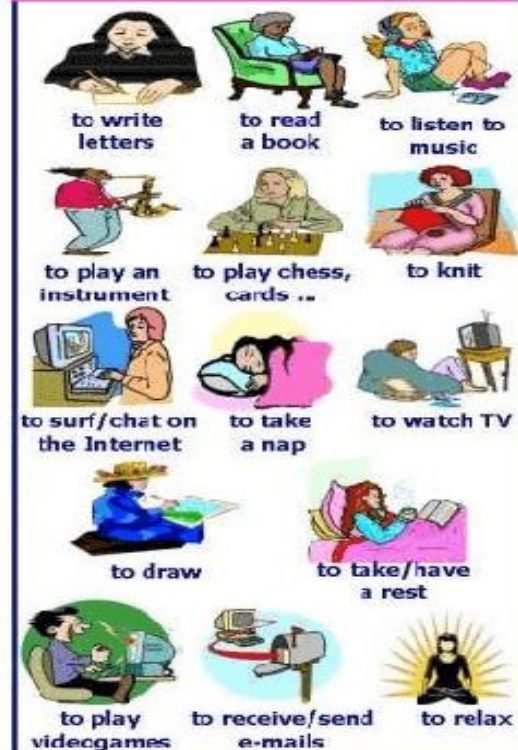 to write
letters
to read
a book
to listen to
music
to play an
instrument
to play chess,
cards ...
to knit
to surf/chat on
the Internet
to take
a nap
to watch TV
to draw
to take/have
a rest
to play
videogames
to receive/send
e-mails
to relax